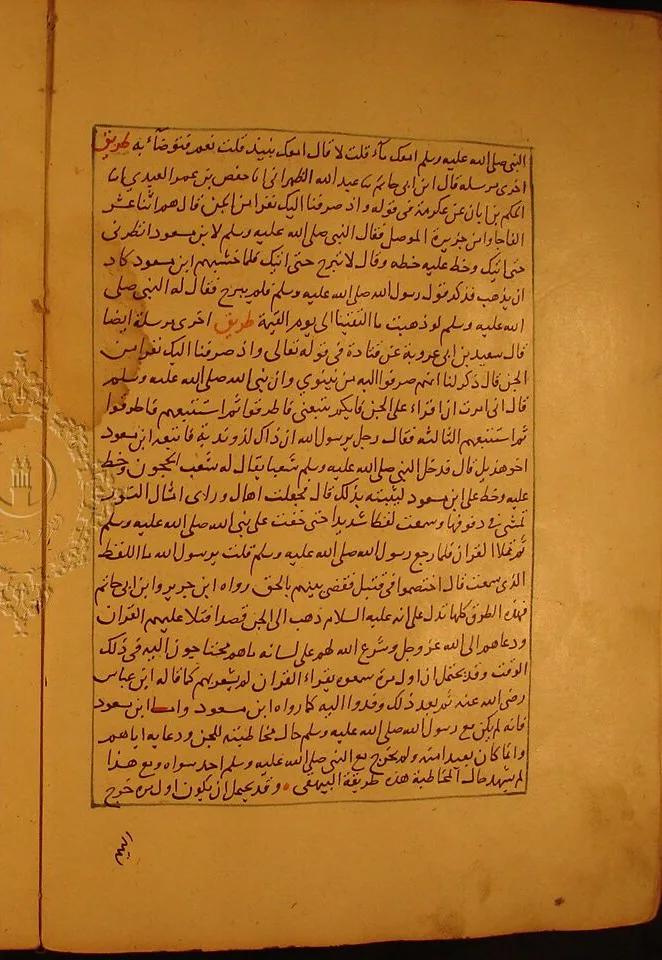 النبي صلى الله عليه وسلم امعك ماء قلت لا قال امعك نبيذ قلت نعم فتوضأ به طريق
اخرى مرسلة قال ابن ابي حاتم ثنا عبد الله الظهراني انا حفص بن عمر العدني انا
الحكم بن ابان عن عكرمة في قوله واذ صرفنا اليك نفرا من الجن قال هم اثنا عشر
الفا جاوا من جزيرة الموصل فقال النبي صلى الله عليه وسلم لابن مسعود انظرني
حتى اتيك وخط عليه خطه وقال لا تبرح حتى اتيك فلما خشيهم ابن مسعود كاد
ان يذهب فذكر قول رسول الله صلى الله عليه وسلم فلم يبرح فقال له النبي صلى
الله عليه وسلم لو ذهبت ما التقينا الى يوم القيمة طريق اخرى مرسلة ايضا
قال سعيد بن ابي عروبة عن قتادة في قوله تعالى واذ صرفنا اليك نفرا من
الجن قال ذكر لنا انهم صرفوا اليه من نينوي وان نبي الله صلى الله عليه وسلم
قال اني امرت ان اقراء على الجن فايكم يتبعني فاطرقوا ثم استتبعهم فاطرقوا
ثم استتبعهم الثالثه فقال رجل يرسول الله ان ذاك لذو ندبة فاتبعه ابن مسعود
اخو هذيل قال فدخل النبي صلى الله عليه وسلم شعبا يقال له شعب الحجون وخط
عليه وخط على ابن مسعود ليثبته بذلك قال فجعلت اهال وراى امثال النسور
تمشي في دفوفها وسمعت لغطا شديدا حتى خفت على نبي الله صلى الله عليه وسلم
ثم تلا القران فلما رجع رسول الله صلى الله عليه وسلم قلت يرسول الله ما اللغط
الذي سمعت قال اختصموا في قتيل فقضي بينهم بالحق رواه ابن جرير وابن ابي حاتم
فهذه الطرق كلها تدل على انه عليه السلام ذهب الى الجن قصدا فتلا عليهم القران
ودعاهم الى الله عز وجل وشرع الله لهم على لسانه ما هم محتاجون اليه في ذلك
الوقت وقد يحتمل ان اول مرة سمعوه يقراء القران لم يشعر بهم كما قاله ابن عباس
رضي الله عنه ثم بعد ذلك وفدوا اليه كما رواه ابن مسعود واما ابن مسعود
فانه لم يكن مع رسول الله صلى الله عليه وسلم حال مخاطبته للجن ودعايه اياهم
وانما كان بعيدا منه ولم يخرج مع النبي صلى الله عليه وسلم احد سواه ومع هذا
لم يشهد حال المخاطبة هذه طريقة البيهقي وقد يحتمل ان يكون اول مرة خرج
اليهم